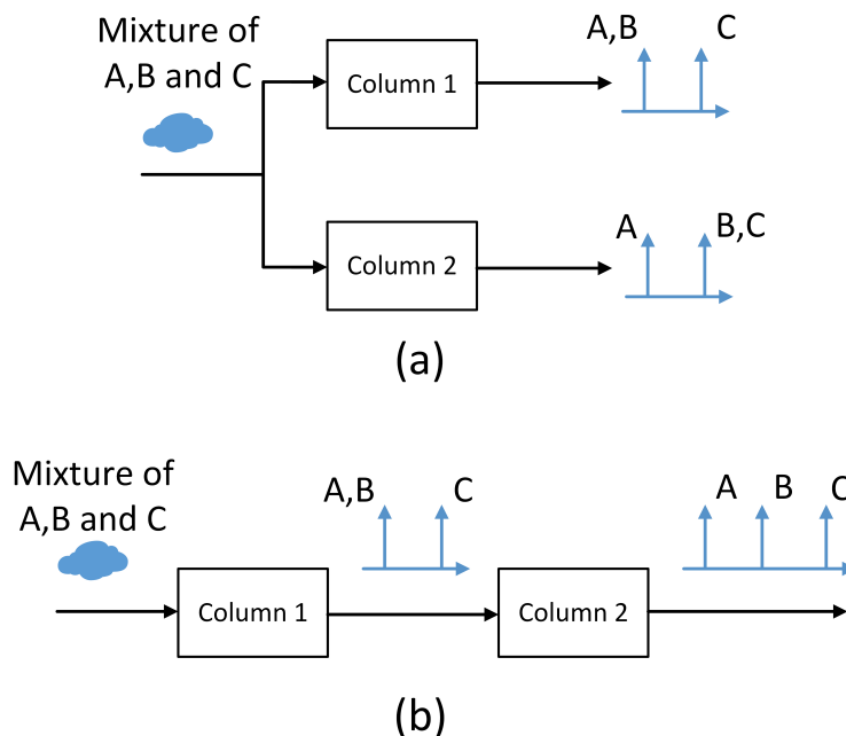 Mixture of
A,B and C
Column 1
A,B
C
Column 2
A
B,C
(a)
Mixture of
A,B and C
Column 1
A,B
C
Column 2
A
B
C
(b)